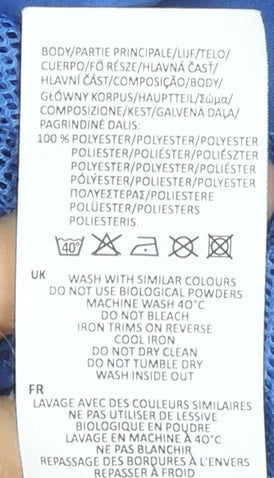 BODY/PARTIE PRINCIPALE/LIJF/TELO/
CUERPO/FŐ RÉSZE/HLAVNÁ ČASŤ/
HLAVNÍ ČÁST/COMPOSIÇÃO/BODY/
GŁÓWNY KORPUS/HAUPTTEIL/Σώμα/
COMPOSIZIONE/KEST/GALVENĀ DAĻA/
PAGRINDINĖ DALIS:
100 % POLYESTER/POLYESTER/POLYESTER
POLIESTER/POLIÉSTER/POLIÉSZTER
POLYESTER/POLYESTER/POLIÉSTER
POLYESTER/POLIESTER/POLYESTER
ΠΟΛΥΕΣΤΕΡΑΣ/POLIESTERE
POLÜESTER/POLIESTERS
POLIESTERIS.
40°
UK WASH WITH SIMILAR COLOURS
DO NOT USE BIOLOGICAL POWDERS
MACHINE WASH 40°C
DO NOT BLEACH
IRON TRIMS ON REVERSE
COOL IRON
DO NOT DRY CLEAN
DO NOT TUMBLE DRY
WASH INSIDE OUT
FR
LAVAGE AVEC DES COULEURS SIMILAIRES
NE PAS UTILISER DE LESSIVE
BIOLOGIQUE EN POUDRE
LAVAGE EN MACHINE À 40°C
NE PAS BLANCHIR
REPASSAGE DES BORDURES À L'ENVERS
REPASSER À FROID